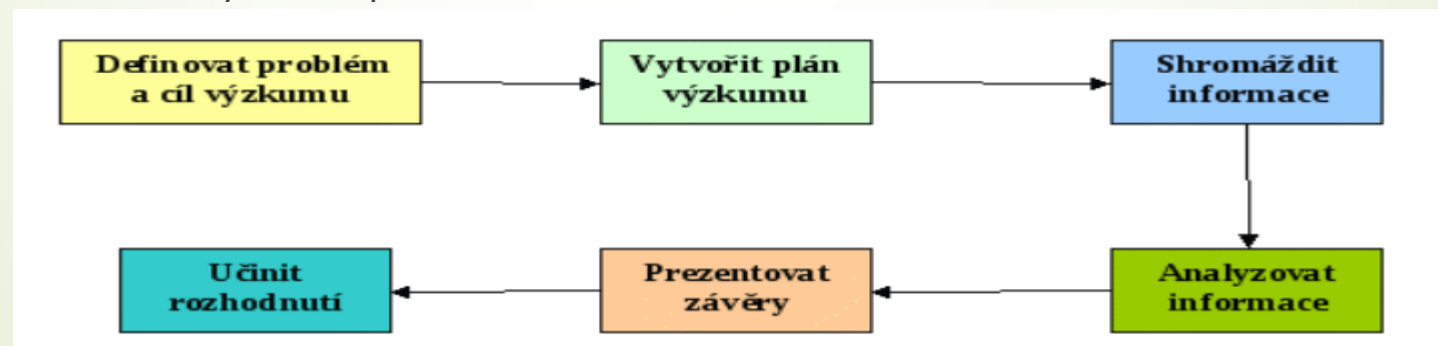 Definovat problém
a cíl výzkumu
Vytvořit plán
výzkumu
Shromáždit
informace
Analyzovat
informace
Prezentovat
závěry
Učinit
rozhodnutí